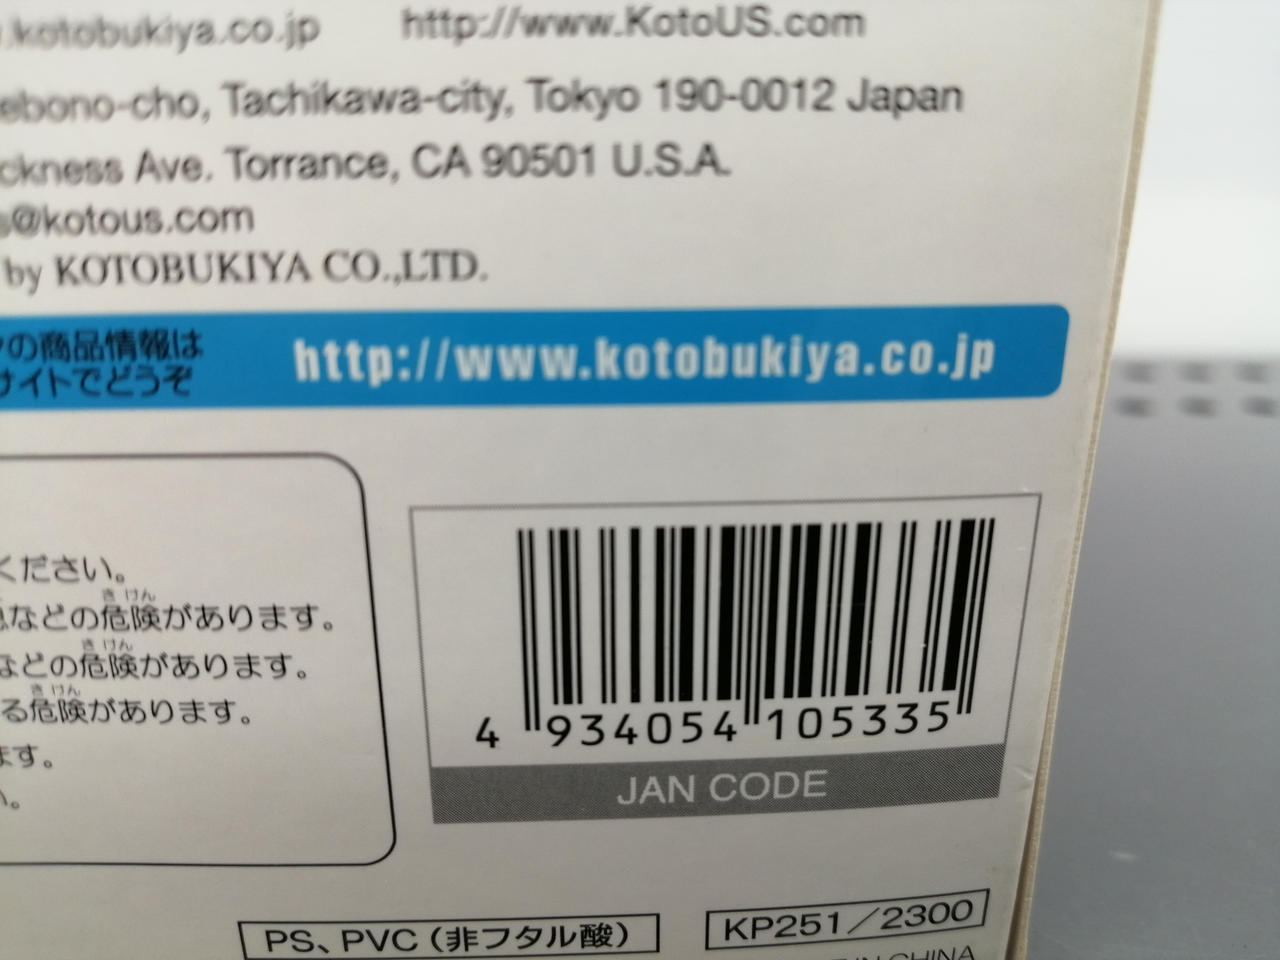 .kotobukiya.co.jp http://www.KotoUS.com
ebono-cho, Tachikawa-city, Tokyo 190-0012 Japan
ckness Ave. Torrance, CA 90501 U.S.A.
@kotous.com
by KOTOBUKIYA CO.,LTD.
の商品情報は
サイトでどうぞ
http://www.kotobukiya.co.jp
ください。
などの危険があります。
などの危険があります。
る危険があります。
ます。
い。
4 934054 105335
JAN CODE
PS、PVC（非フタル酸）
KP251／2300
IN CHINA